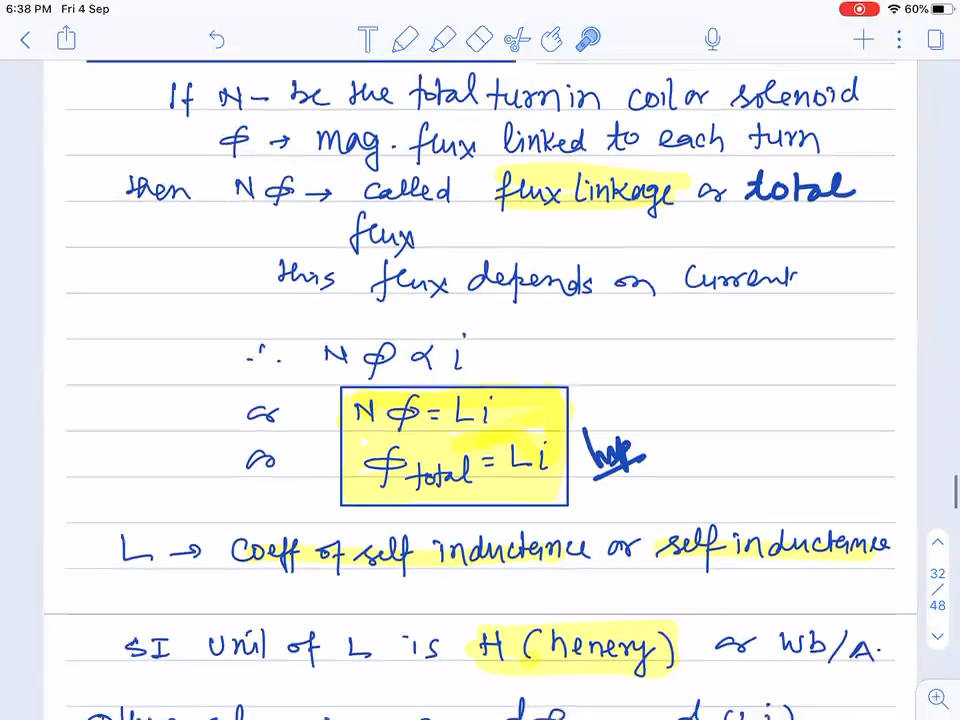 6:38 PM Fri 4 Sep 60%
If N - be the total turn in coil or solenoid
ϕ → mag. flux linked to each turn
then Nϕ → called flux linkage or total
flux
this flux depends on current
∴ Nϕ ∝ i
or Nϕ = Li
or ϕtotal = Li
L → coeff of self inductance or self inductance
32
/
48
SI Unit of L is H (henery) or Wb/A.